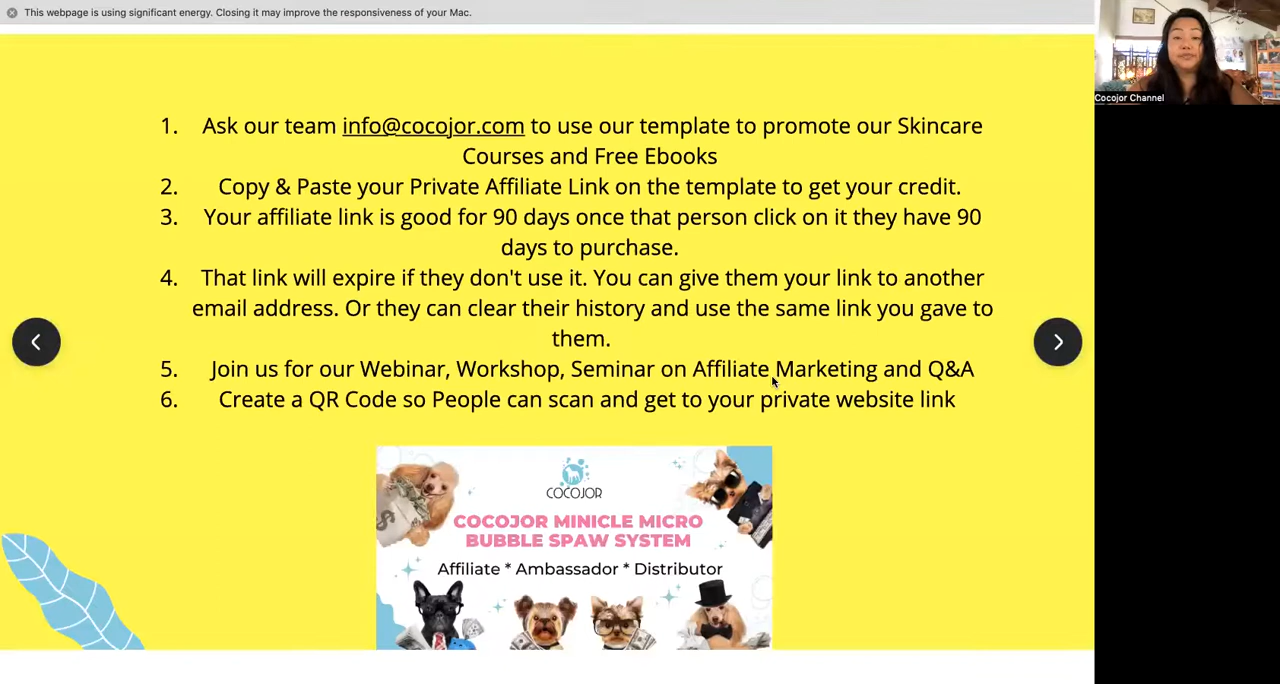 This webpage is using significant energy. Closing it may improve the responsiveness of your Mac.
Cocojor Channel
1. Ask our team info@cocojor.com to use our template to promote our Skincare
Courses and Free Ebooks
2. Copy & Paste your Private Affiliate Link on the template to get your credit.
3. Your affiliate link is good for 90 days once that person click on it they have 90
days to purchase.
4. That link will expire if they don't use it. You can give them your link to another
email address. Or they can clear their history and use the same link you gave to
them.
5. Join us for our Webinar, Workshop, Seminar on Affiliate Marketing and Q&A
6. Create a QR Code so People can scan and get to your private website link
COCOJOR
COCOJOR MINICLE MICRO
BUBBLE SPAW SYSTEM
Affiliate * Ambassador * Distributor